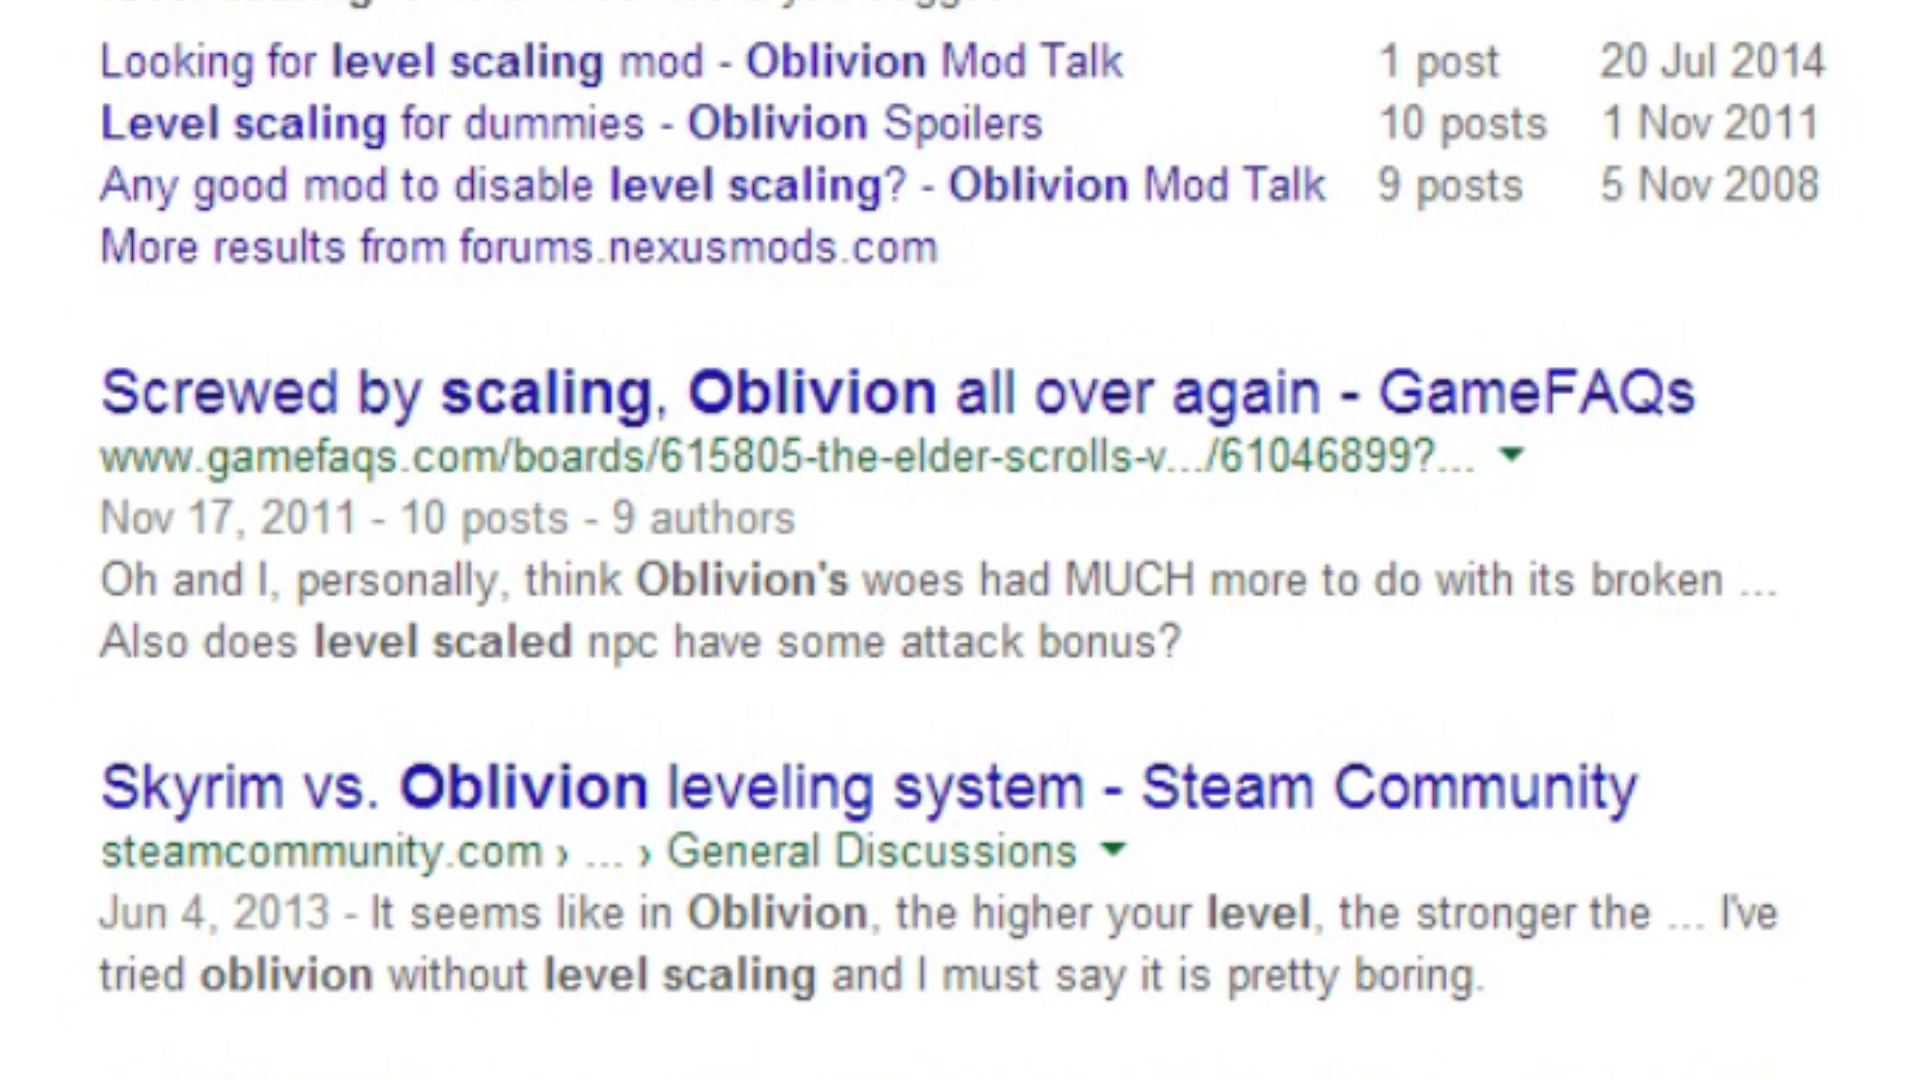 Looking for level scaling mod - Oblivion Mod Talk 1 post 20 Jul 2014
Level scaling for dummies - Oblivion Spoilers 10 posts 1 Nov 2011
Any good mod to disable level scaling? - Oblivion Mod Talk 9 posts 5 Nov 2008
More results from forums.nexusmods.com
Screwed by scaling, Oblivion all over again - GameFAQs
www.gamefaqs.com/boards/615805-the-elder-scrolls-v.../61046899?...
Nov 17, 2011 - 10 posts - 9 authors
Oh and I, personally, think Oblivion's woes had MUCH more to do with its broken ...
Also does level scaled npc have some attack bonus?
Skyrim vs. Oblivion leveling system - Steam Community
steamcommunity.com › ... › General Discussions
Jun 4, 2013 - It seems like in Oblivion, the higher your level, the stronger the ... I've
tried oblivion without level scaling and I must say it is pretty boring.